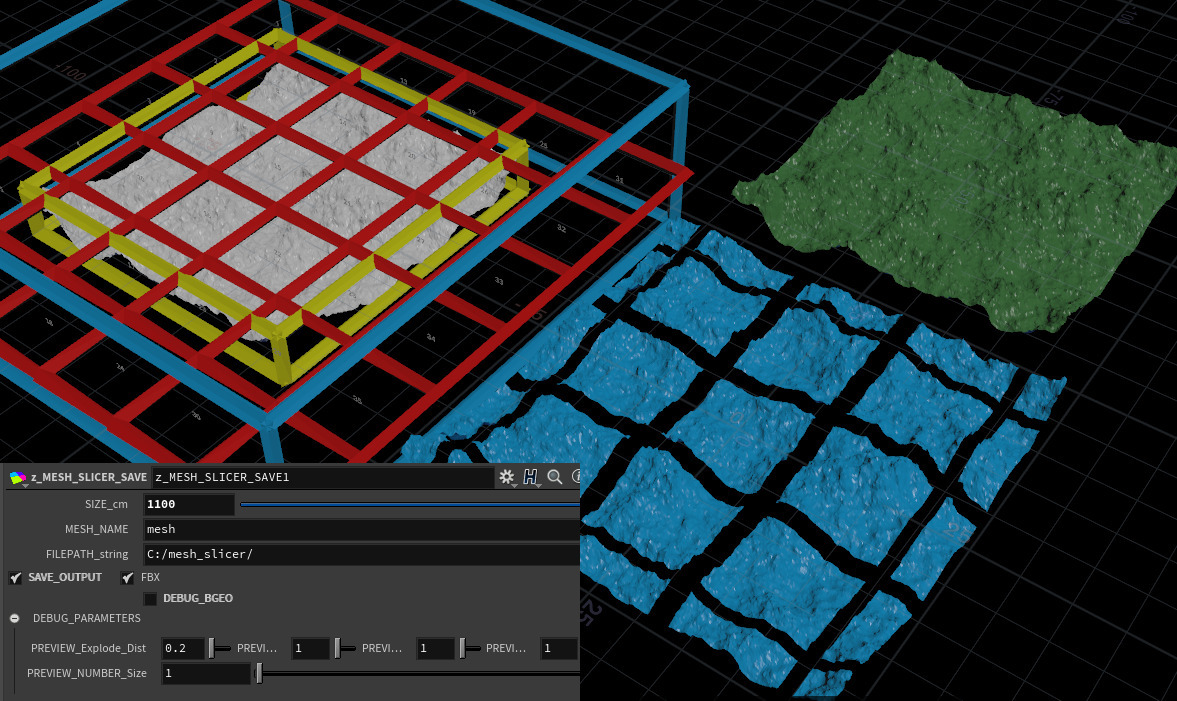 z_MESH_SLICER_SAVE z_MESH_SLICER_SAVE1
SIZE_cm 1100
MESH_NAME mesh
FILEPATH_string C:/mesh_slicer/
SAVE_OUTPUT FBX
DEBUG_BGEO
DEBUG_PARAMETERS
PREVIEW_Explode_Dist 0.2 PREVI... 1 PREVI... 1 PREVI... 1
PREVIEW_NUMBER_Size 1